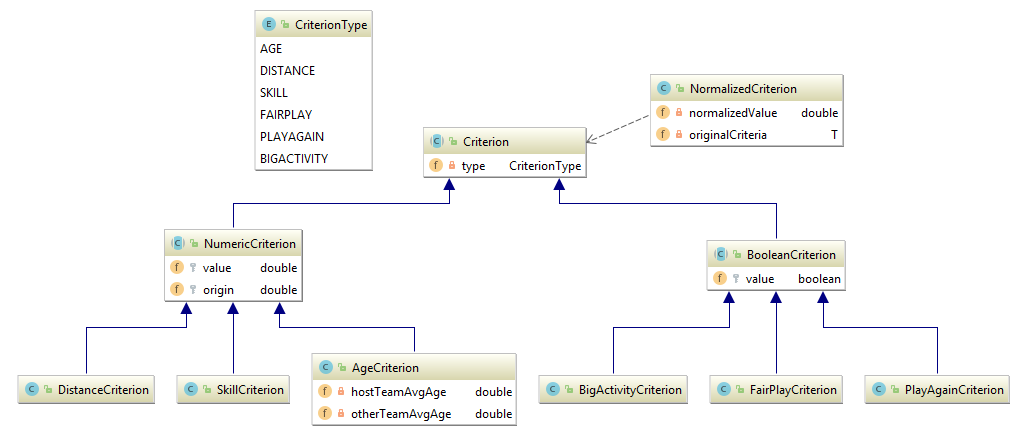 E CriterionType
AGE
DISTANCE
SKILL
FAIRPLAY
PLAYAGAIN
BIGACTIVITY
C NormalizedCriterion
f normalizedValue double
f originalCriteria T
C Criterion
f type CriterionType
C NumericCriterion
f value double
f origin double
C BooleanCriterion
f value boolean
C DistanceCriterion
C SkillCriterion
C AgeCriterion
f hostTeamAvgAge double
f otherTeamAvgAge double
C BigActivityCriterion
C FairPlayCriterion
C PlayAgainCriterion